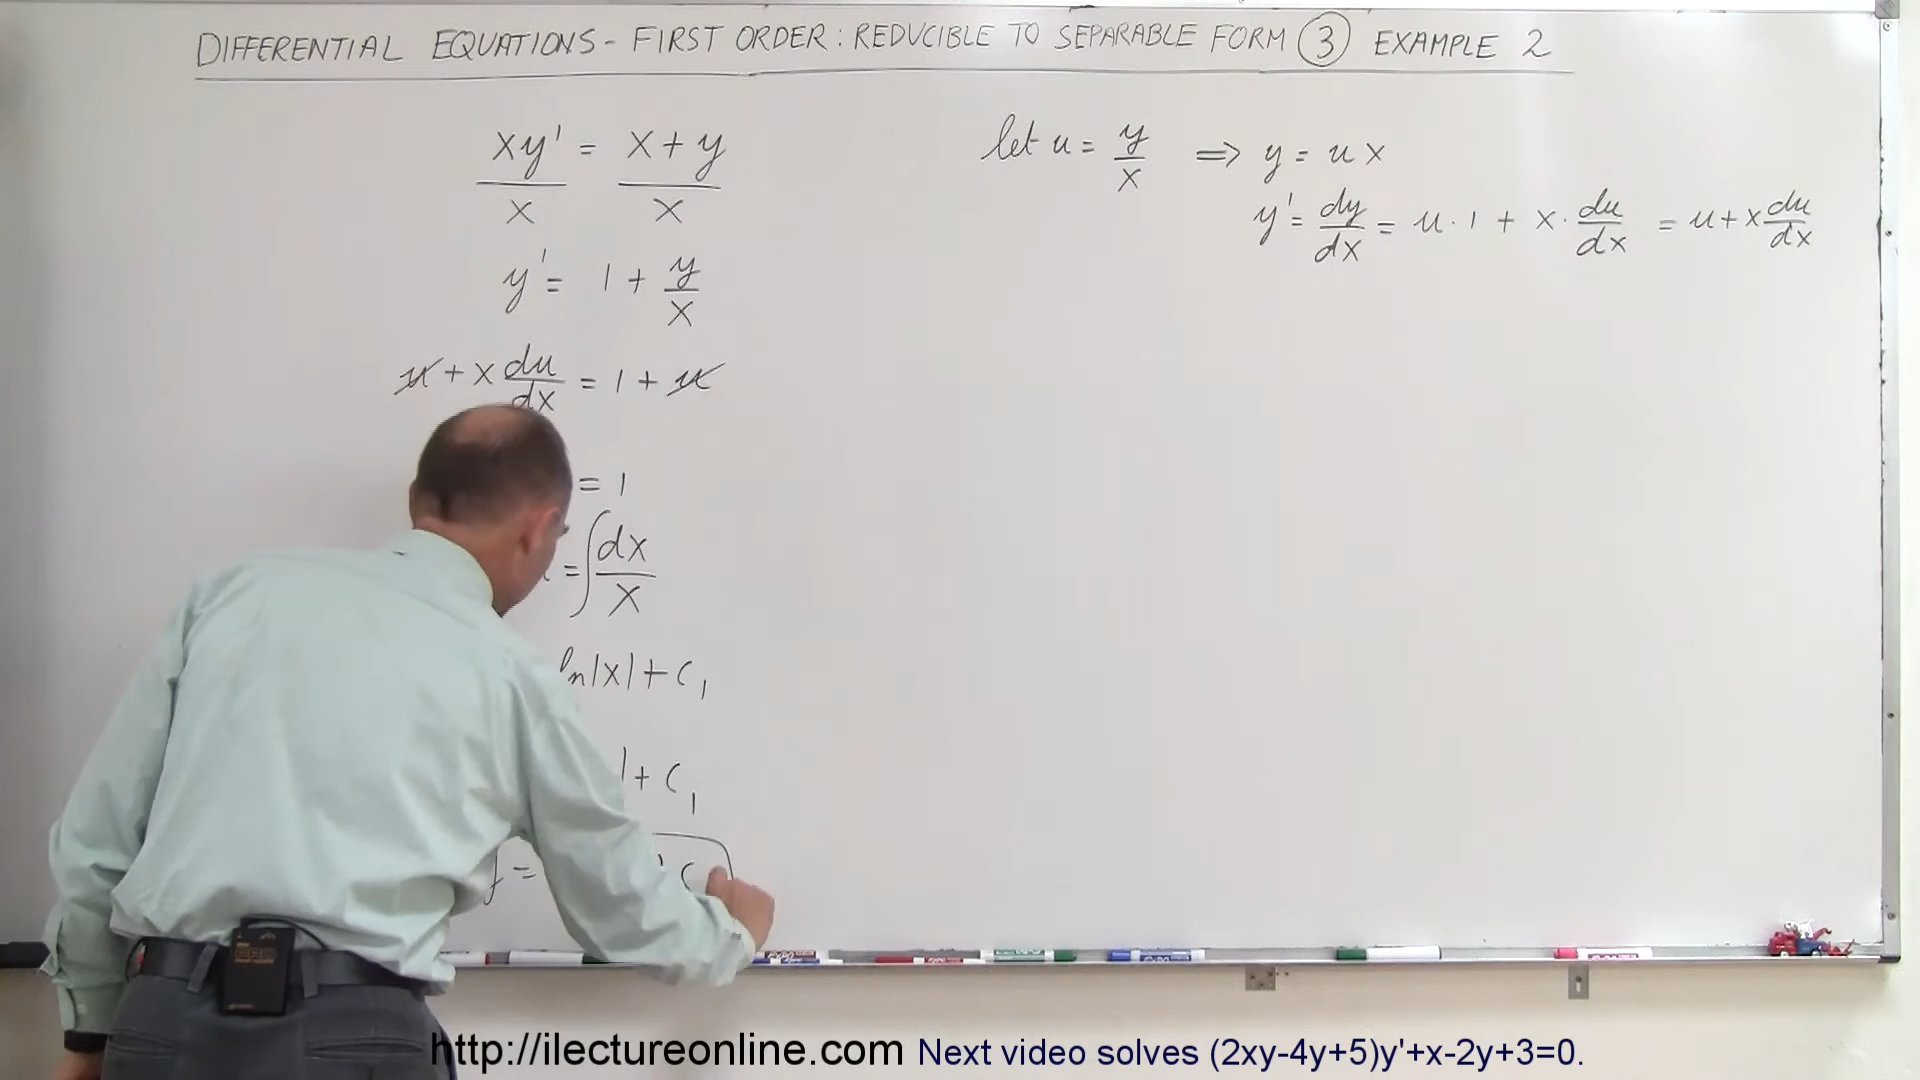 DIFFERENTIAL EQUATIONS - FIRST ORDER: REDUCIBLE TO SEPARABLE FORM (3) EXAMPLE 2
xy' / x = x + y / x
y' = 1 + y/x
u + x du/dx = 1 + u
= 1
= ∫ dx/x
ln|x| + C₁
| + C₁
y =
let u = y/x ⟹ y = ux
y' = dy/dx = u · 1 + x · du/dx = u + x du/dx
http://ilectureonline.com Next video solves (2xy-4y+5)y'+x-2y+3=0.